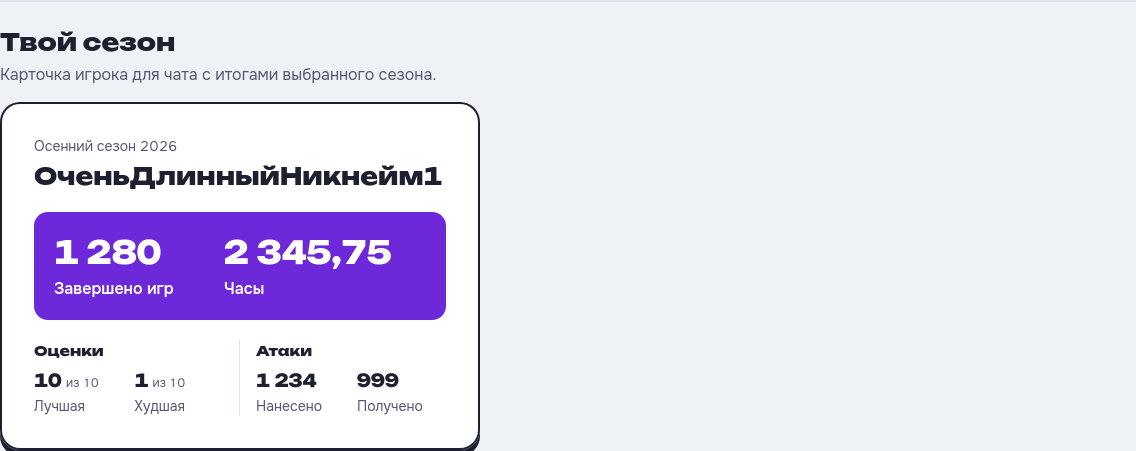 Твой сезон
Карточка игрока для чата с итогами выбранного сезона.
Осенний сезон 2026
ОченьДлинныйНикнейм1
1 280 2 345,75
Завершено игр Часы
Оценки Атаки
10 из 10 1 из 10 1 234 999
Лучшая Худшая Нанесено Получено